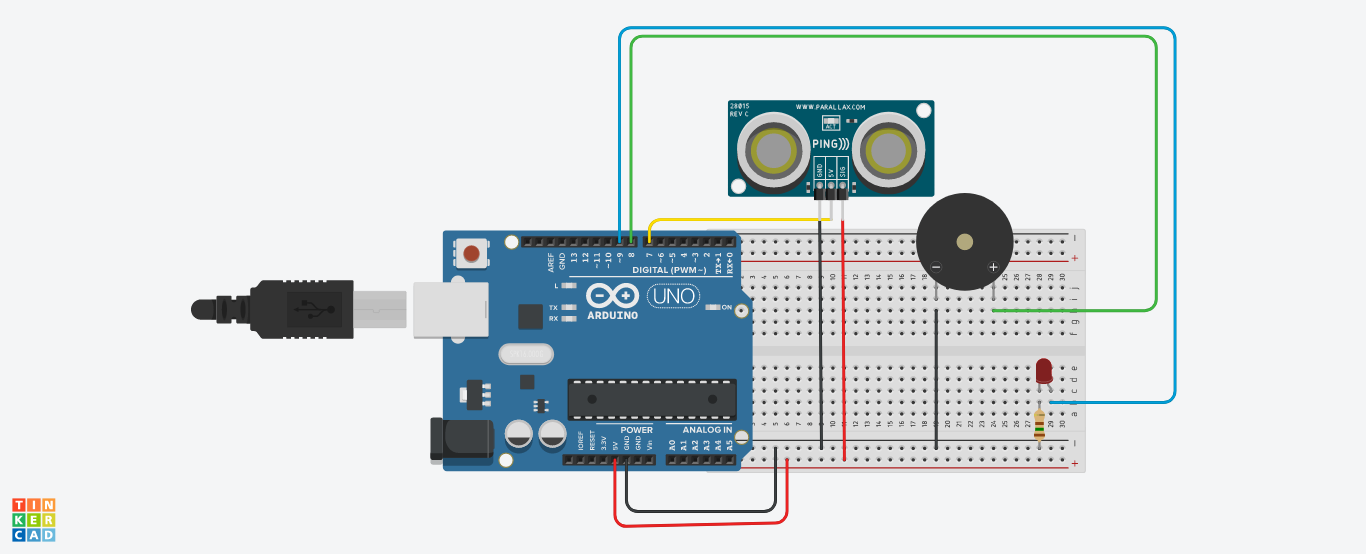 28015
REV C
WWW.PARALLAX.COM
ACT
PING)))
GND
5V
SIG
AREF
GND
13
12
~11
~10
~9
8
7
~6
~5
4
~3
2
TX→1
RX←0
DIGITAL (PWM~)
L
TX
RX
ARDUINO
UNO
ON
POWER
ANALOG IN
IOREF
RESET
3.3V
5V
GND
GND
Vin
A0
A1
A2
A3
A4
A5
TIN
KER
CAD